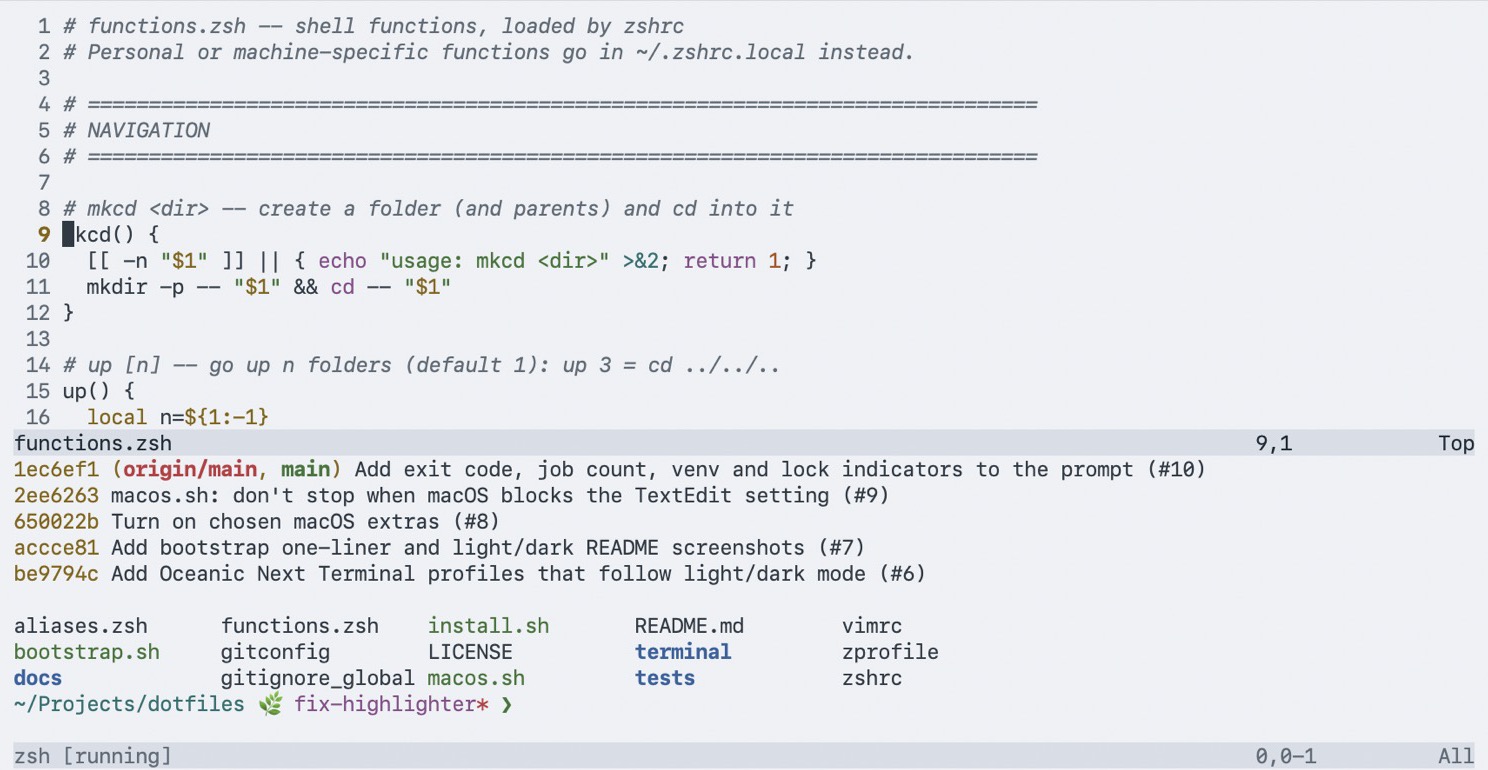 1 # functions.zsh -- shell functions, loaded by zshrc
2 # Personal or machine-specific functions go in ~/.zshrc.local instead.
3
4 # ==============================================================================
5 # NAVIGATION
6 # ==============================================================================
7
8 # mkcd <dir> -- create a folder (and parents) and cd into it
9 kcd() {
10   [[ -n "$1" ]] || { echo "usage: mkcd <dir>" >&2; return 1; }
11   mkdir -p -- "$1" && cd -- "$1"
12 }
13
14 # up [n] -- go up n folders (default 1): up 3 = cd ../../..
15 up() {
16   local n=${1:-1}
functions.zsh 9,1 Top
1ec6ef1 (origin/main, main) Add exit code, job count, venv and lock indicators to the prompt (#10)
2ee6263 macos.sh: don't stop when macOS blocks the TextEdit setting (#9)
650022b Turn on chosen macOS extras (#8)
accce81 Add bootstrap one-liner and light/dark README screenshots (#7)
be9794c Add Oceanic Next Terminal profiles that follow light/dark mode (#6)

aliases.zsh functions.zsh install.sh README.md vimrc
bootstrap.sh gitconfig LICENSE terminal zprofile
docs gitignore_global macos.sh tests zshrc
~/Projects/dotfiles 🌿 fix-highlighter* ❯
zsh [running] 0,0-1 All